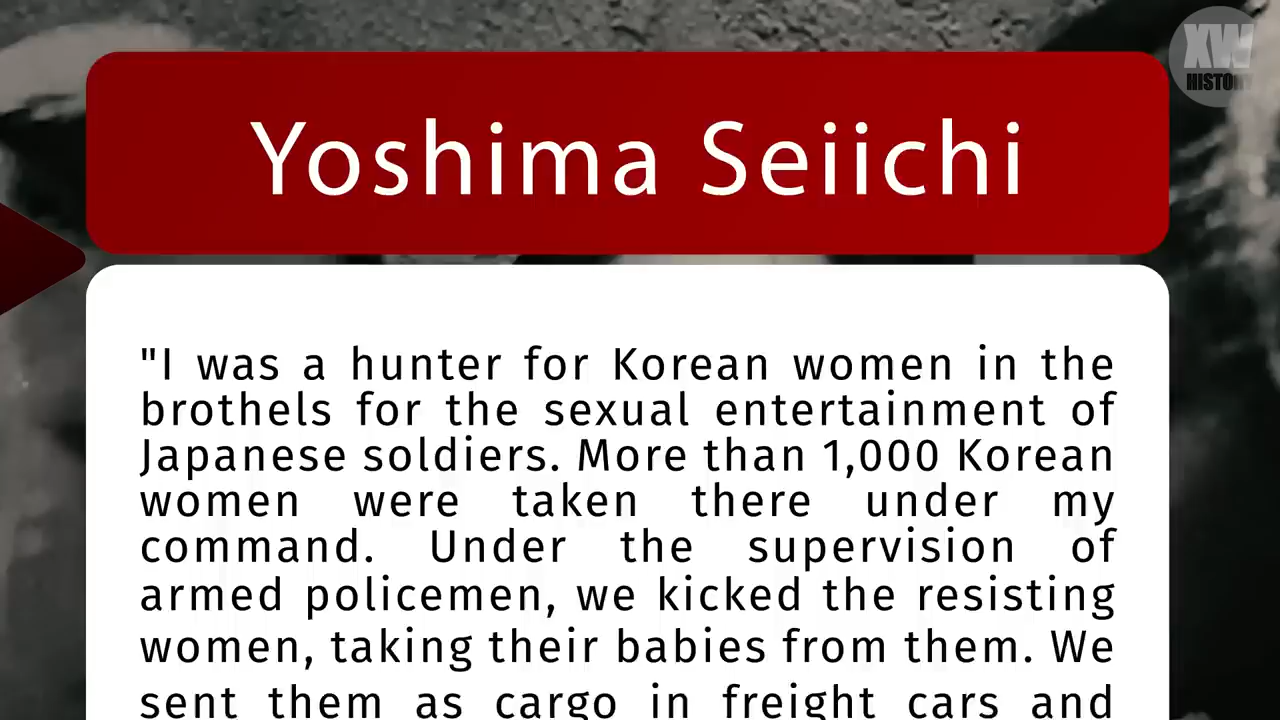 XW
HISTORY
Yoshima Seiichi
"I was a hunter for Korean women in the
brothels for the sexual entertainment of
Japanese soldiers. More than 1,000 Korean
women were taken there under my
command. Under the supervision of
armed policemen, we kicked the resisting
women, taking their babies from them. We
sent them as cargo in freight cars and